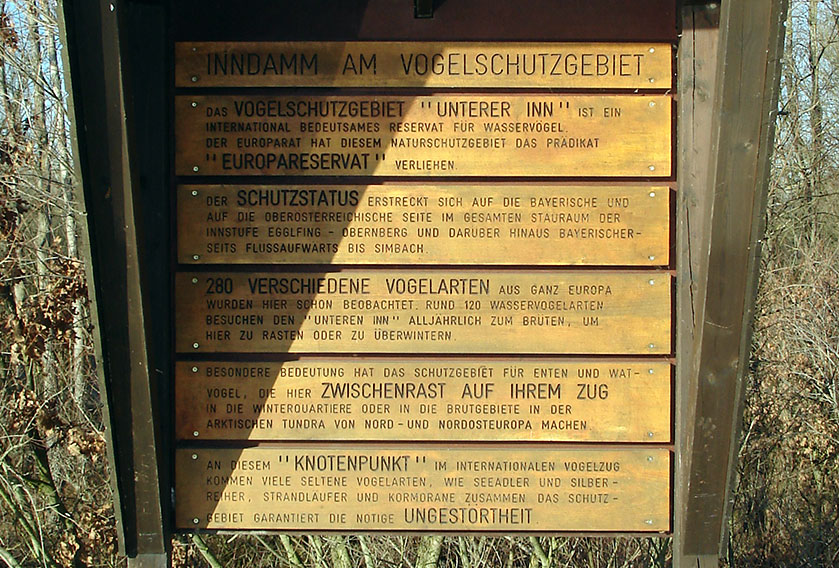 INNDAMM AM VOGELSCHUTZGEBIET
DAS VOGELSCHUTZGEBIET "UNTERER INN" IST EIN
INTERNATIONAL BEDEUTSAMES RESERVAT FÜR WASSERVÖGEL.
DER EUROPARAT HAT DIESEM NATURSCHUTZGEBIET DAS PRÄDIKAT
"EUROPARESERVAT" VERLIEHEN.
DER SCHUTZSTATUS ERSTRECKT SICH AUF DIE BAYERISCHE UND
AUF DIE OBERÖSTERREICHISCHE SEITE IM GESAMTEN STAURAUM DER
INNSTUFE EGGLFING - OBERNBERG UND DARÜBER HINAUS BAYERISCHER-
SEITS FLUSSAUFWÄRTS BIS SIMBACH.
280 VERSCHIEDENE VOGELARTEN AUS GANZ EUROPA
WURDEN HIER SCHON BEOBACHTET. RUND 120 WASSERVOGELARTEN
BESUCHEN DEN "UNTEREN INN" ALLJÄHRLICH ZUM BRÜTEN, UM
HIER ZU RASTEN ODER ZU ÜBERWINTERN.
BESONDERE BEDEUTUNG HAT DAS SCHUTZGEBIET FÜR ENTEN UND WAT-
VÖGEL, DIE HIER ZWISCHENRAST AUF IHREM ZUG
IN DIE WINTERQUARTIERE ODER IN DIE BRUTGEBIETE IN DER
ARKTISCHEN TUNDRA VON NORD- UND NORDOSTEUROPA MACHEN
AN DIESEM "KNOTENPUNKT" IM INTERNATIONALEN VOGELZUG
KOMMEN VIELE SELTENE VOGELARTEN, WIE SEEADLER UND SILBER-
REIHER, STRANDLÄUFER UND KORMORANE ZUSAMMEN DAS SCHUTZ-
GEBIET GARANTIERT DIE NÖTIGE UNGESTÖRTHEIT